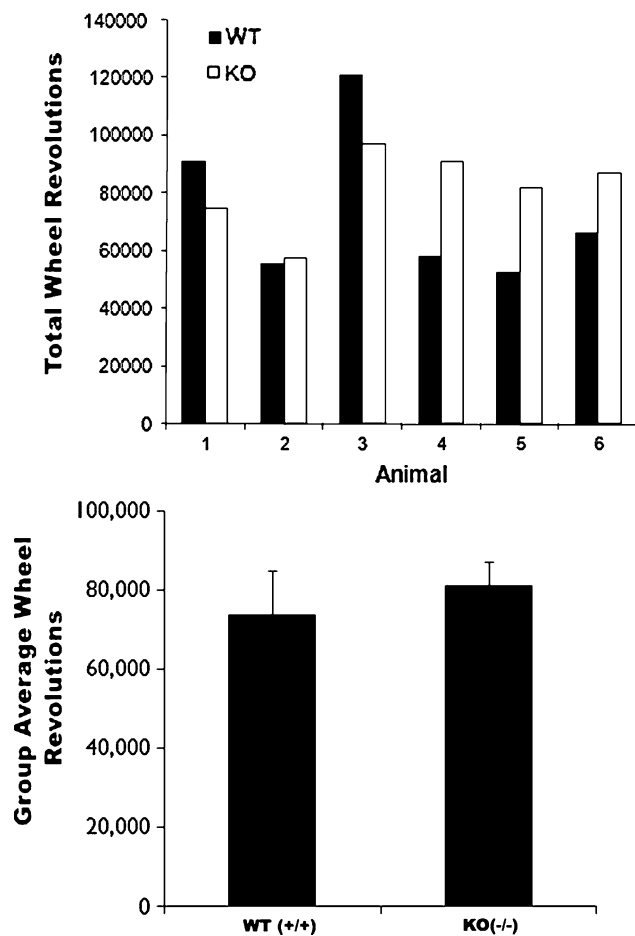 140000
120000
100000
80000
60000
40000
20000
0
Total Wheel Revolutions
WT
KO
1 2 3 4 5 6
Animal
100,000
80,000
60,000
40,000
20,000
0
Group Average Wheel
Revolutions
WT (+/+) KO(-/-)